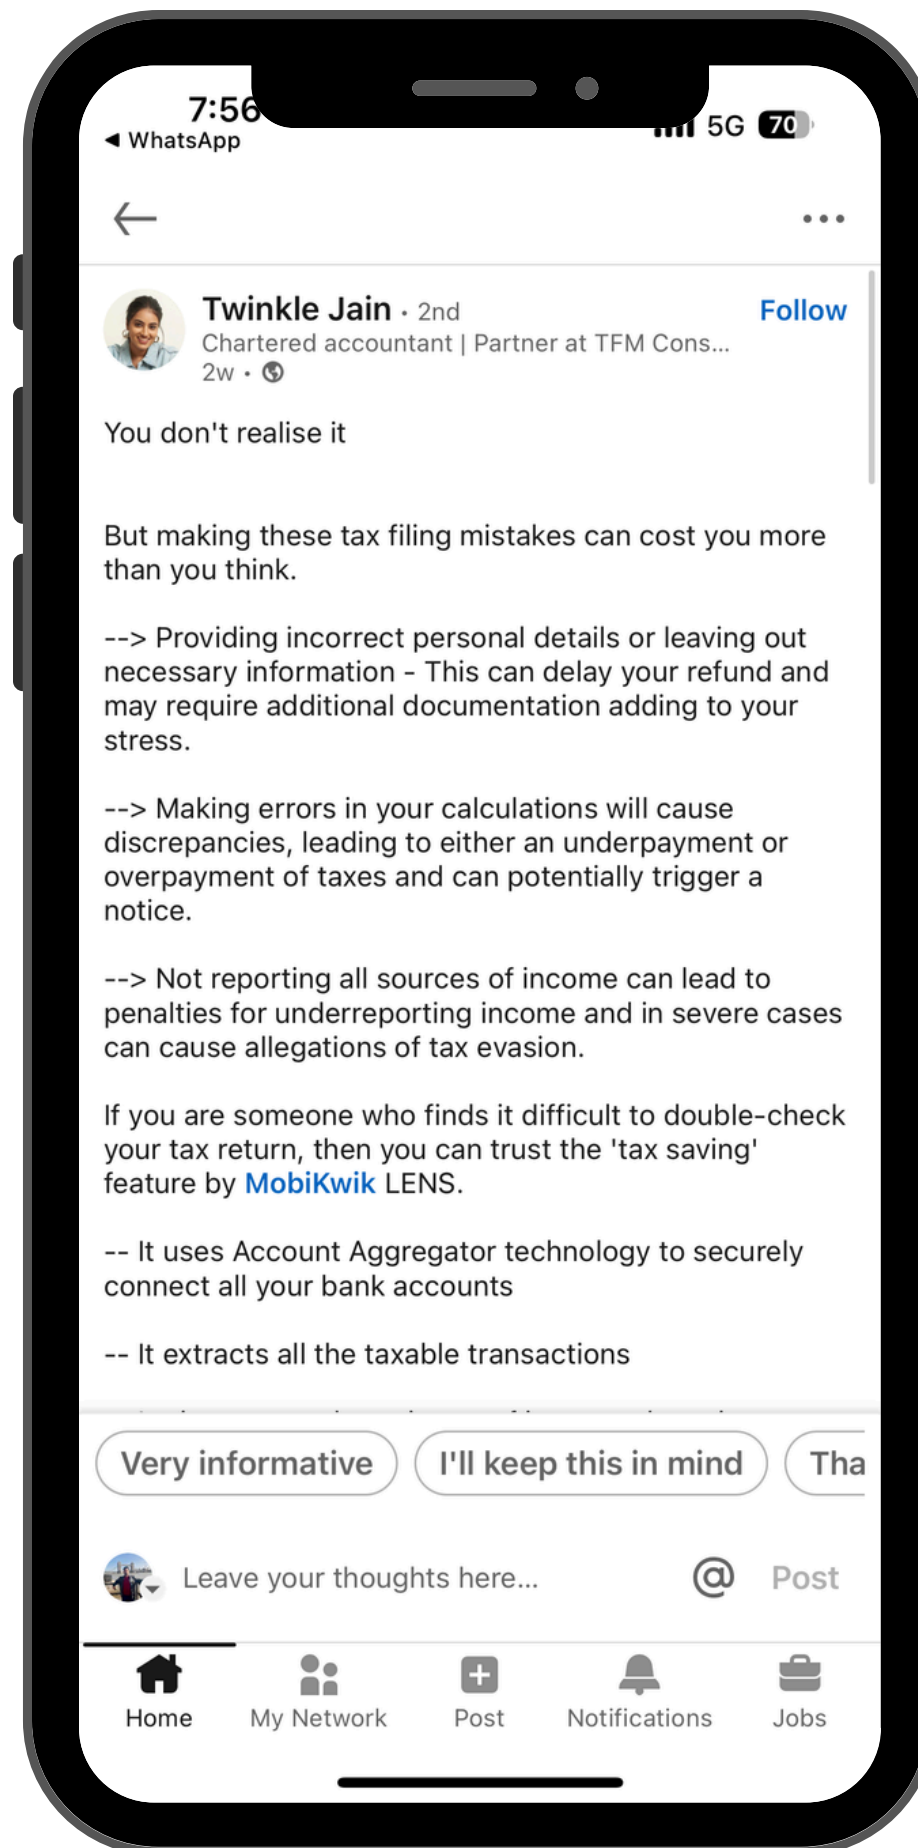 7:56
◀ WhatsApp
5G 70
Twinkle Jain • 2nd
Follow
Chartered accountant | Partner at TFM Cons...
2w •
You don't realise it
But making these tax filing mistakes can cost you more
than you think.
--> Providing incorrect personal details or leaving out
necessary information - This can delay your refund and
may require additional documentation adding to your
stress.
--> Making errors in your calculations will cause
discrepancies, leading to either an underpayment or
overpayment of taxes and can potentially trigger a
notice.
--> Not reporting all sources of income can lead to
penalties for underreporting income and in severe cases
can cause allegations of tax evasion.
If you are someone who finds it difficult to double-check
your tax return, then you can trust the 'tax saving'
feature by MobiKwik LENS.
-- It uses Account Aggregator technology to securely
connect all your bank accounts
-- It extracts all the taxable transactions
Very informative
I'll keep this in mind
Tha
Leave your thoughts here...
@ Post
Home
My Network
Post
Notifications
Jobs